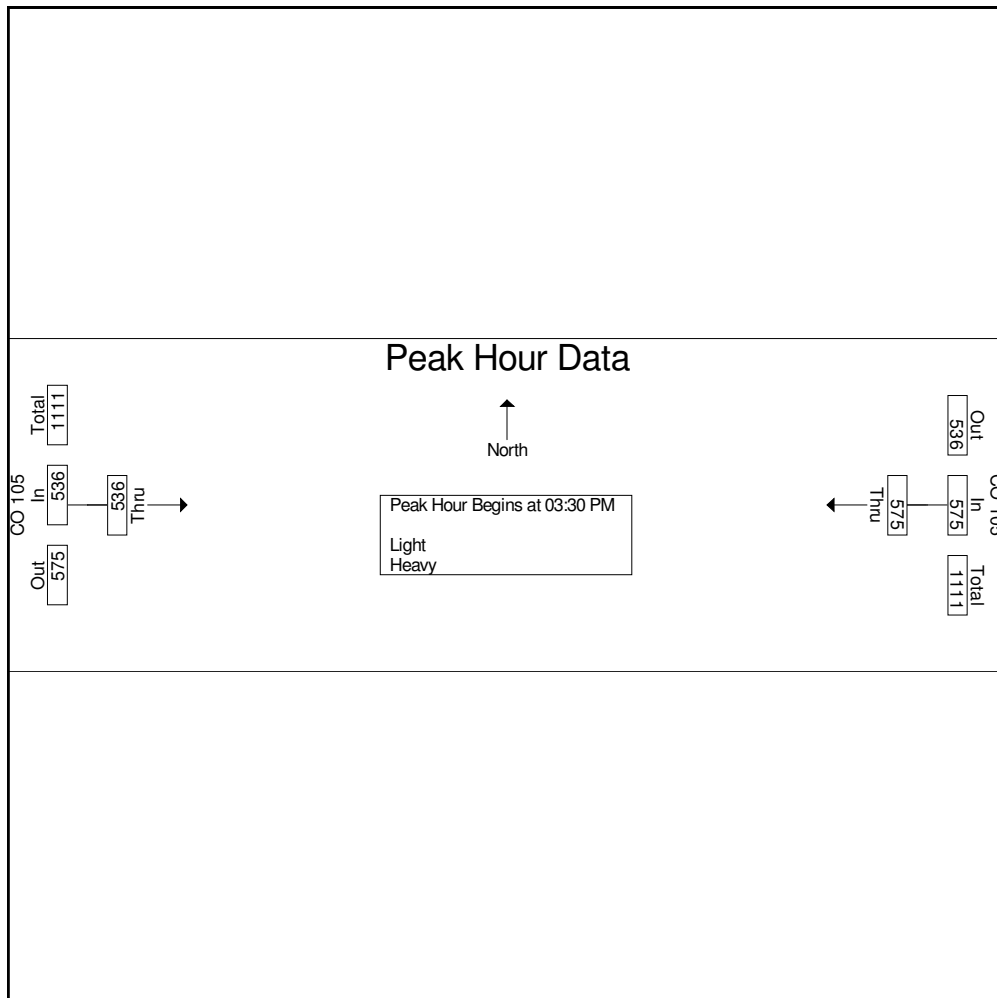 Peak Hour Data
North
Peak Hour Begins at 03:30 PM
Light
Heavy
CO 105
Total
1111
In
536
Out
575
536
Thru
575
Thru
Out
536
In
575
Total
1111